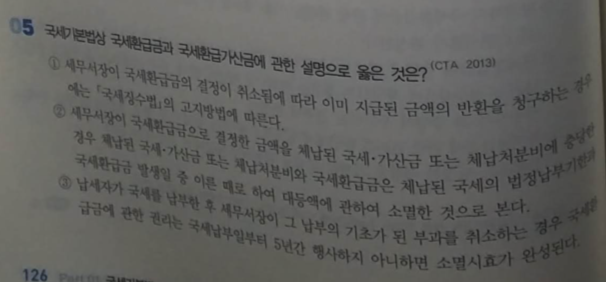 05 국세기본법상 국세환급금과 국세환급가산금에 관한 설명으로 옳은 것은? (CTA 2013)
① 세무서장이 국세환급금의 결정이 취소됨에 따라 이미 지급된 금액의 반환을 청구하는 경우
에는 「국세징수법」의 고지방법에 따른다.
② 세무서장이 국세환급금으로 결정한 금액을 체납된 국세·가산금 또는 체납처분비에 충당한
경우 체납된 국세·가산금 또는 체납처분비와 국세환급금은 체납된 국세의 법정납부기한과
국세환급금 발생일 중 이른 때로 하여 대등액에 관하여 소멸한 것으로 본다.
③ 납세자가 국세를 납부한 후 세무서장이 그 납부의 기초가 된 부과를 취소하는 경우 국세환
급금에 관한 권리는 국세납부일부터 5년간 행사하지 아니하면 소멸시효가 완성된다.
126 Part 01